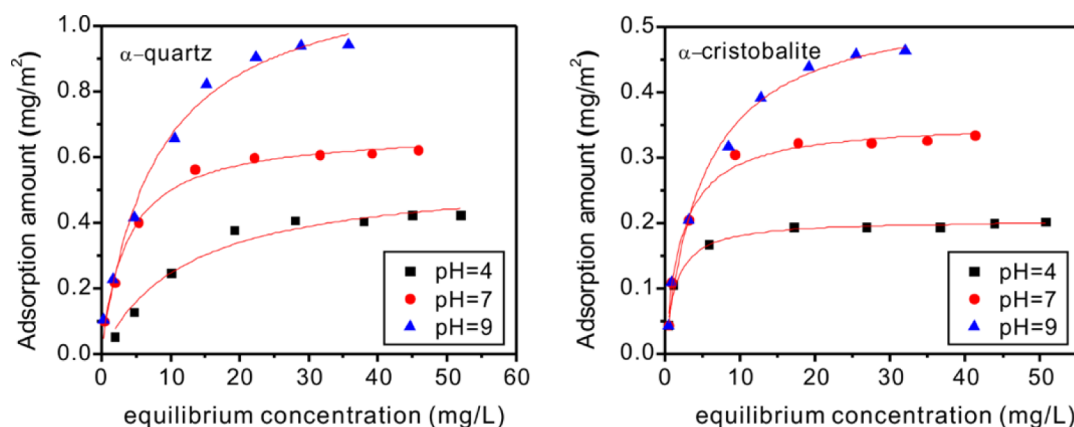 α−quartz
Adsorption amount (mg/m²)
1.0
0.8
0.6
0.4
0.2
0.0
pH=4
pH=7
pH=9
0 10 20 30 40 50 60
equilibrium concentration (mg/L)
α−cristobalite
Adsorption amount (mg/m²)
0.5
0.4
0.3
0.2
0.1
0.0
pH=4
pH=7
pH=9
0 10 20 30 40 50
equilibrium concentration (mg/L)